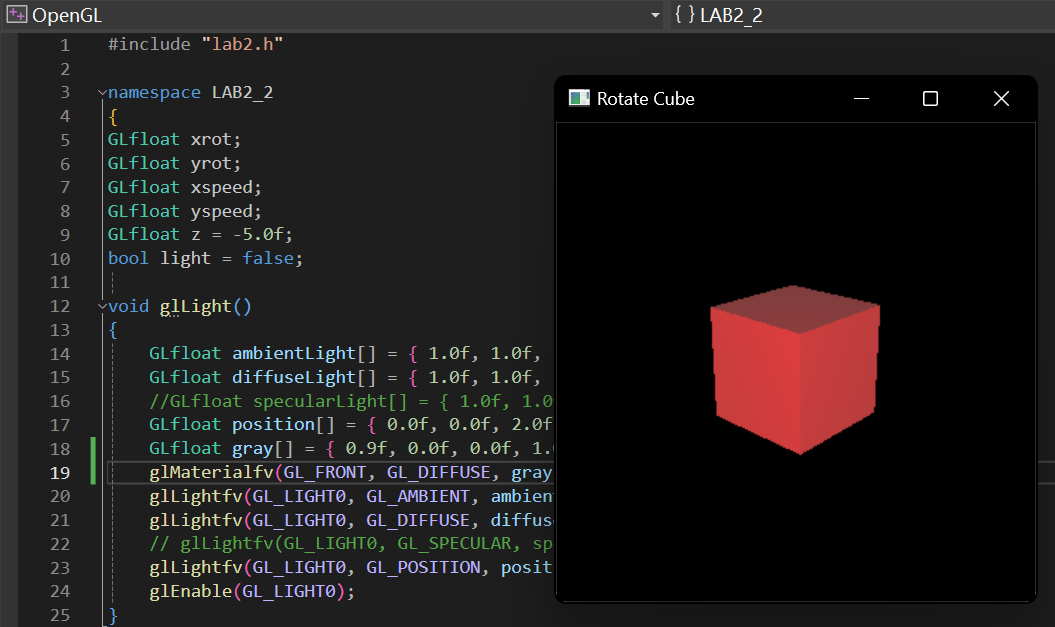 OpenGL
{ } LAB2_2
1 #include "lab2.h"
2
3 namespace LAB2_2
4 {
5 GLfloat xrot;
6 GLfloat yrot;
7 GLfloat xspeed;
8 GLfloat yspeed;
9 GLfloat z = -5.0f;
10 bool light = false;
11
12 void glLight()
13 {
14 GLfloat ambientLight[] = { 1.0f, 1.0f,
15 GLfloat diffuseLight[] = { 1.0f, 1.0f,
16 //GLfloat specularLight[] = { 1.0f, 1.0
17 GLfloat position[] = { 0.0f, 0.0f, 2.0f
18 GLfloat gray[] = { 0.9f, 0.0f, 0.0f, 1.
19 glMaterialfv(GL_FRONT, GL_DIFFUSE, gray
20 glLightfv(GL_LIGHT0, GL_AMBIENT, ambien
21 glLightfv(GL_LIGHT0, GL_DIFFUSE, diffus
22 // glLightfv(GL_LIGHT0, GL_SPECULAR, sp
23 glLightfv(GL_LIGHT0, GL_POSITION, posit
24 glEnable(GL_LIGHT0);
25 }
Rotate Cube